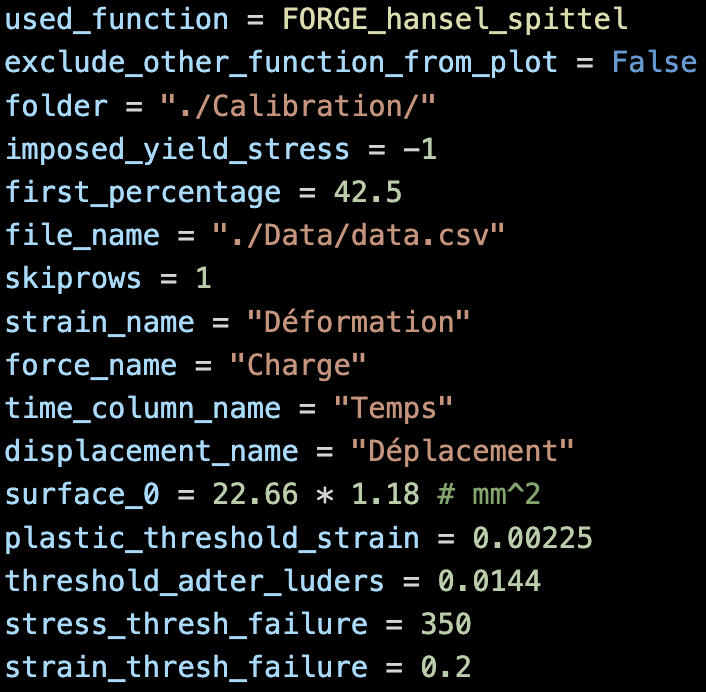 used_function = FORGE_hansel_spittel
exclude_other_function_from_plot = False
folder = "./Calibration/"
imposed_yield_stress = -1
first_percentage = 42.5
file_name = "./Data/data.csv"
skiprows = 1
strain_name = "Déformation"
force_name = "Charge"
time_column_name = "Temps"
displacement_name = "Déplacement"
surface_0 = 22.66 * 1.18 # mm^2
plastic_threshold_strain = 0.00225
threshold_adter_luders = 0.0144
stress_thresh_failure = 350
strain_thresh_failure = 0.2